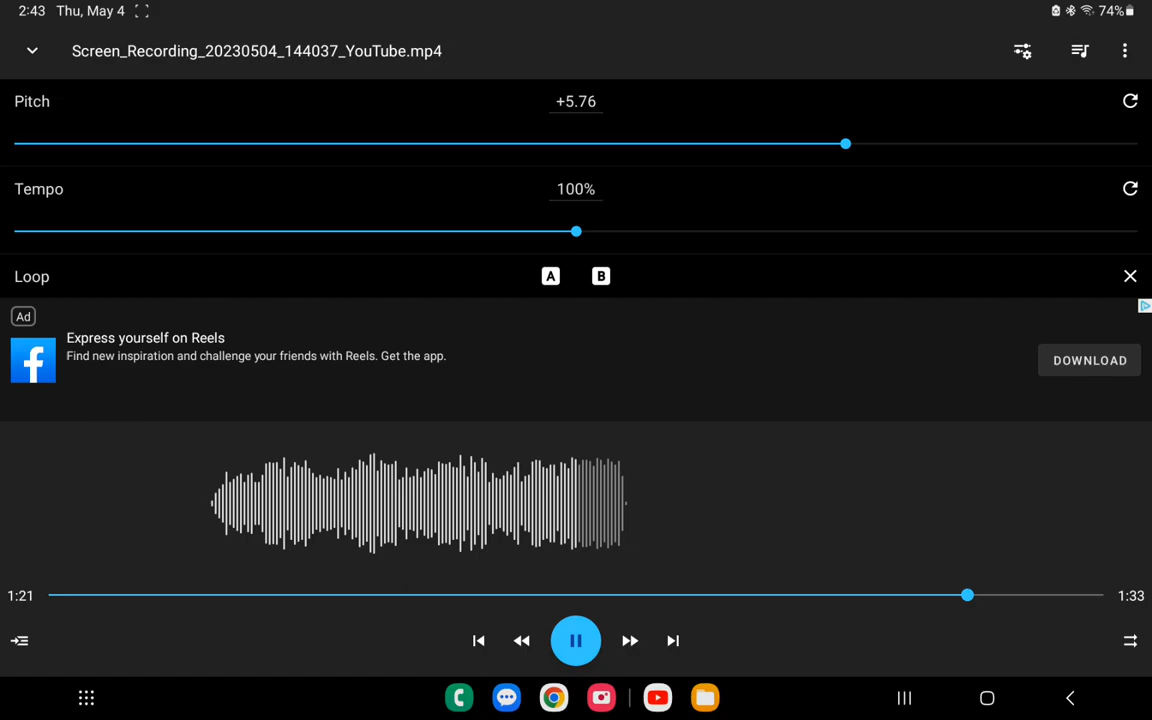 2:43 Thu, May 4 74%
Screen_Recording_20230504_144037_YouTube.mp4
Pitch +5.76
Tempo 100%
Loop A B
Ad
Express yourself on Reels
Find new inspiration and challenge your friends with Reels. Get the app.
DOWNLOAD
1:21 1:33